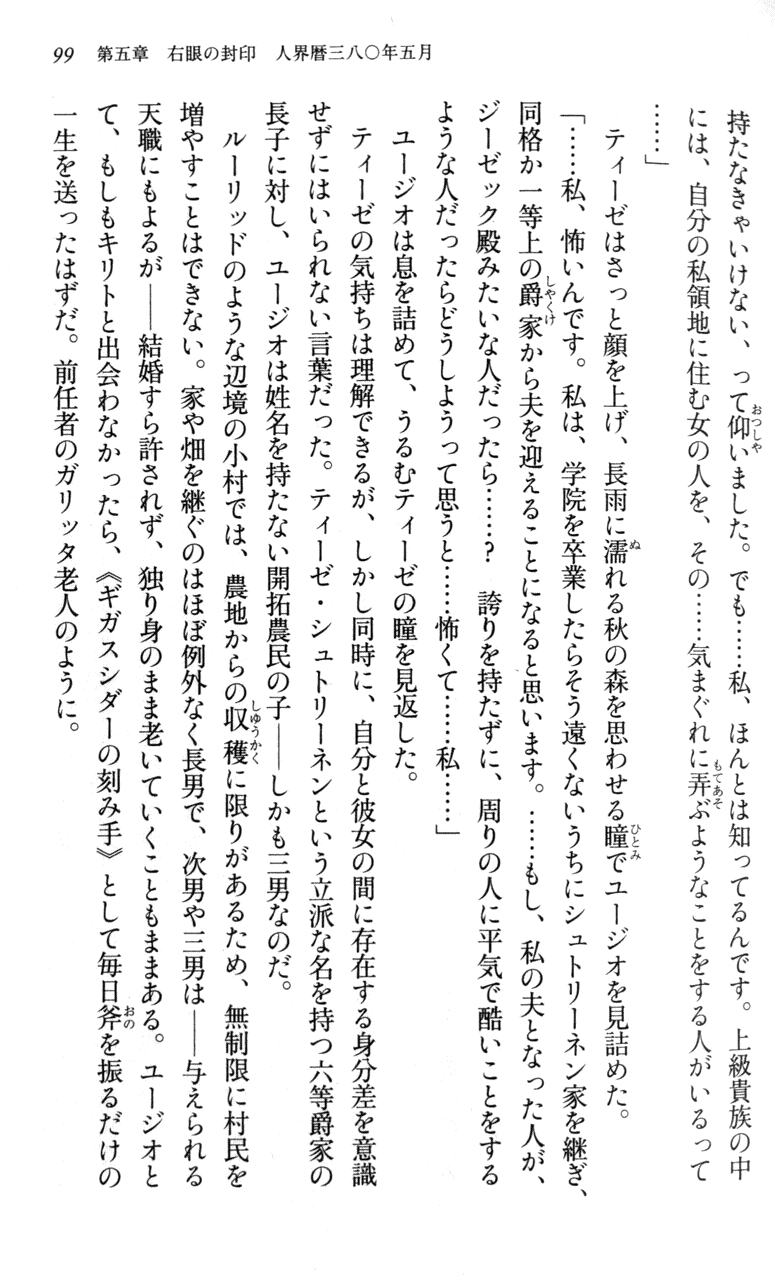 99 第五章 右眼の封印 人界暦三八〇年五月
持たなきゃいけない、って仰いました。でも……私、ほんとは知ってるんです。上級貴族の中
には、自分の私領地に住む女の人を、その……気まぐれに弄ぶようなことをする人がいるって
……」
ティーゼはさっと顔を上げ、長雨に濡れる秋の森を思わせる瞳でユージオを見詰めた。
「……私、怖いんです。私は、学院を卒業したらそう遠くないうちにシュトリーネン家を継ぎ、
同格か一等上の爵家から夫を迎えることになると思います。……もし、私の夫となった人が、
ジーゼック殿みたいな人だったら……？　誇りを持たずに、周りの人に平気で酷いことをする
ような人だったらどうしようって思うと……怖くて……私……」
ユージオは息を詰めて、うるむティーゼの瞳を見返した。
ティーゼの気持ちは理解できるが、しかし同時に、自分と彼女の間に存在する身分差を意識
せずにはいられない言葉だった。ティーゼ・シュトリーネンという立派な名を持つ六等爵家の
長子に対し、ユージオは姓名を持たない開拓農民の子――しかも三男なのだ。
ルーリッドのような辺境の小村では、農地からの収穫に限りがあるため、無制限に村民を
増やすことはできない。家や畑を継ぐのはほぼ例外なく長男で、次男や三男は――与えられる
天職にもよるが――結婚すら許されず、独り身のまま老いていくこともままある。ユージオと
て、もしもキリトと出会わなかったら、《ギガスシダーの刻み手》として毎日斧を振るだけの
一生を送ったはずだ。前任者のガリッタ老人のように。